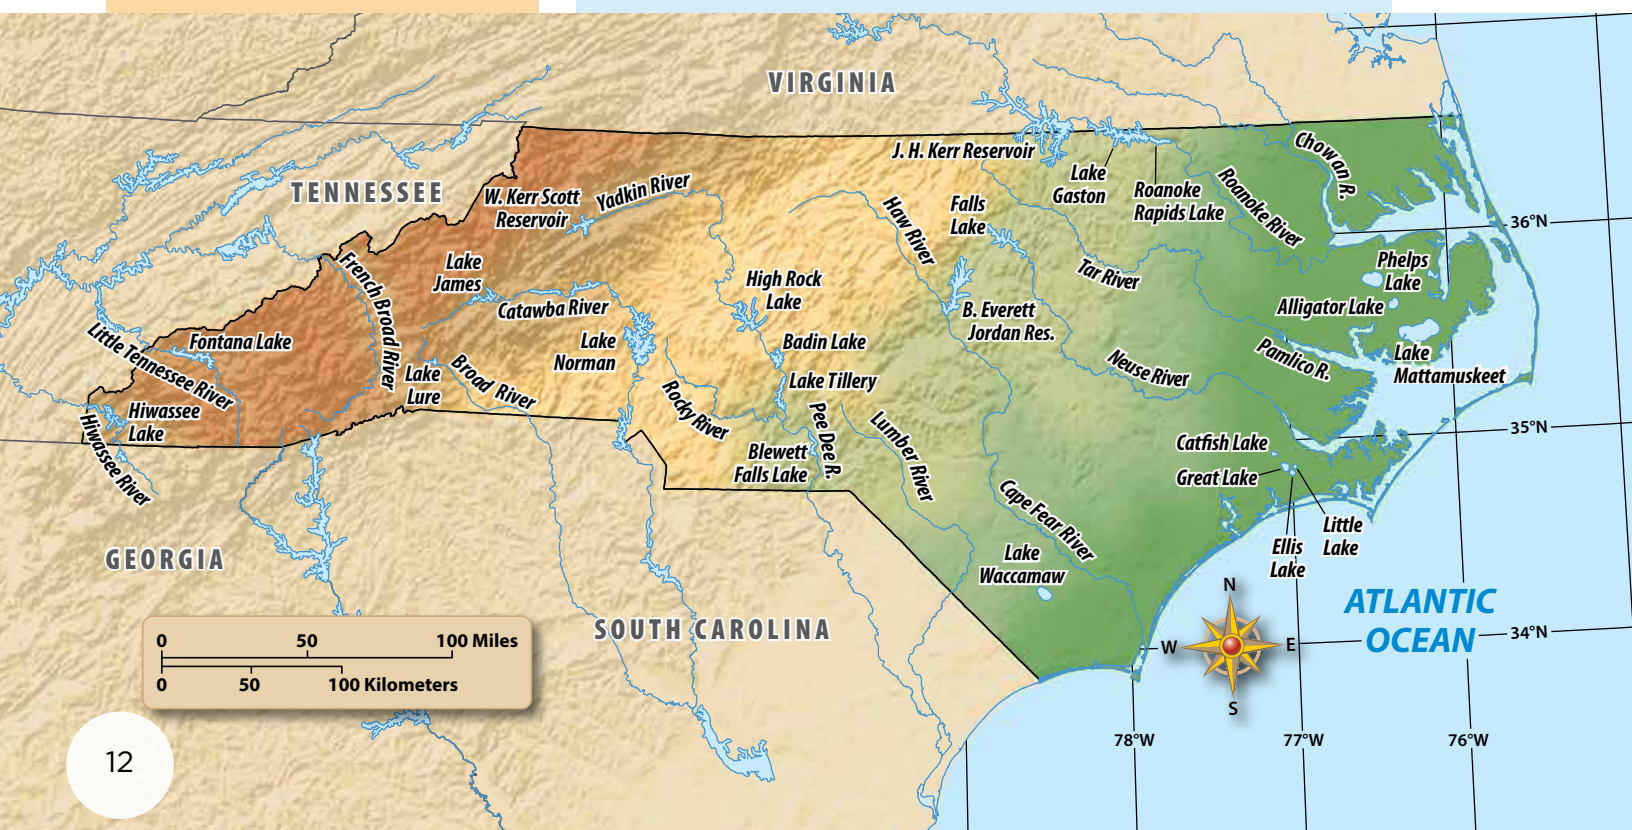 VIRGINIA
TENNESSEE
GEORGIA
SOUTH CAROLINA
ATLANTIC
OCEAN
J. H. Kerr Reservoir
Lake
Gaston
Roanoke
Rapids Lake
Chowan R.
Roanoke River
W. Kerr Scott
Reservoir
Yadkin River
Falls
Lake
Haw River
Tar River
Phelps
Lake
Alligator Lake
Lake
Mattamuskeet
Pamlico R.
French Broad River
Lake
James
Catawba River
High Rock
Lake
B. Everett
Jordan Res.
Neuse River
Fontana Lake
Little Tennessee River
Lake
Norman
Badin Lake
Lake Tillery
Lake
Lure
Broad River
Rocky River
Pee Dee R.
Blewett
Falls Lake
Lumber River
Hiwassee
Lake
Hiwassee River
Catfish Lake
Great Lake
Ellis
Lake
Little
Lake
Cape Fear River
Lake
Waccamaw
36°N
35°N
34°N
78°W
77°W
76°W
N
W
E
S
0 50 100 Miles
0 50 100 Kilometers
12